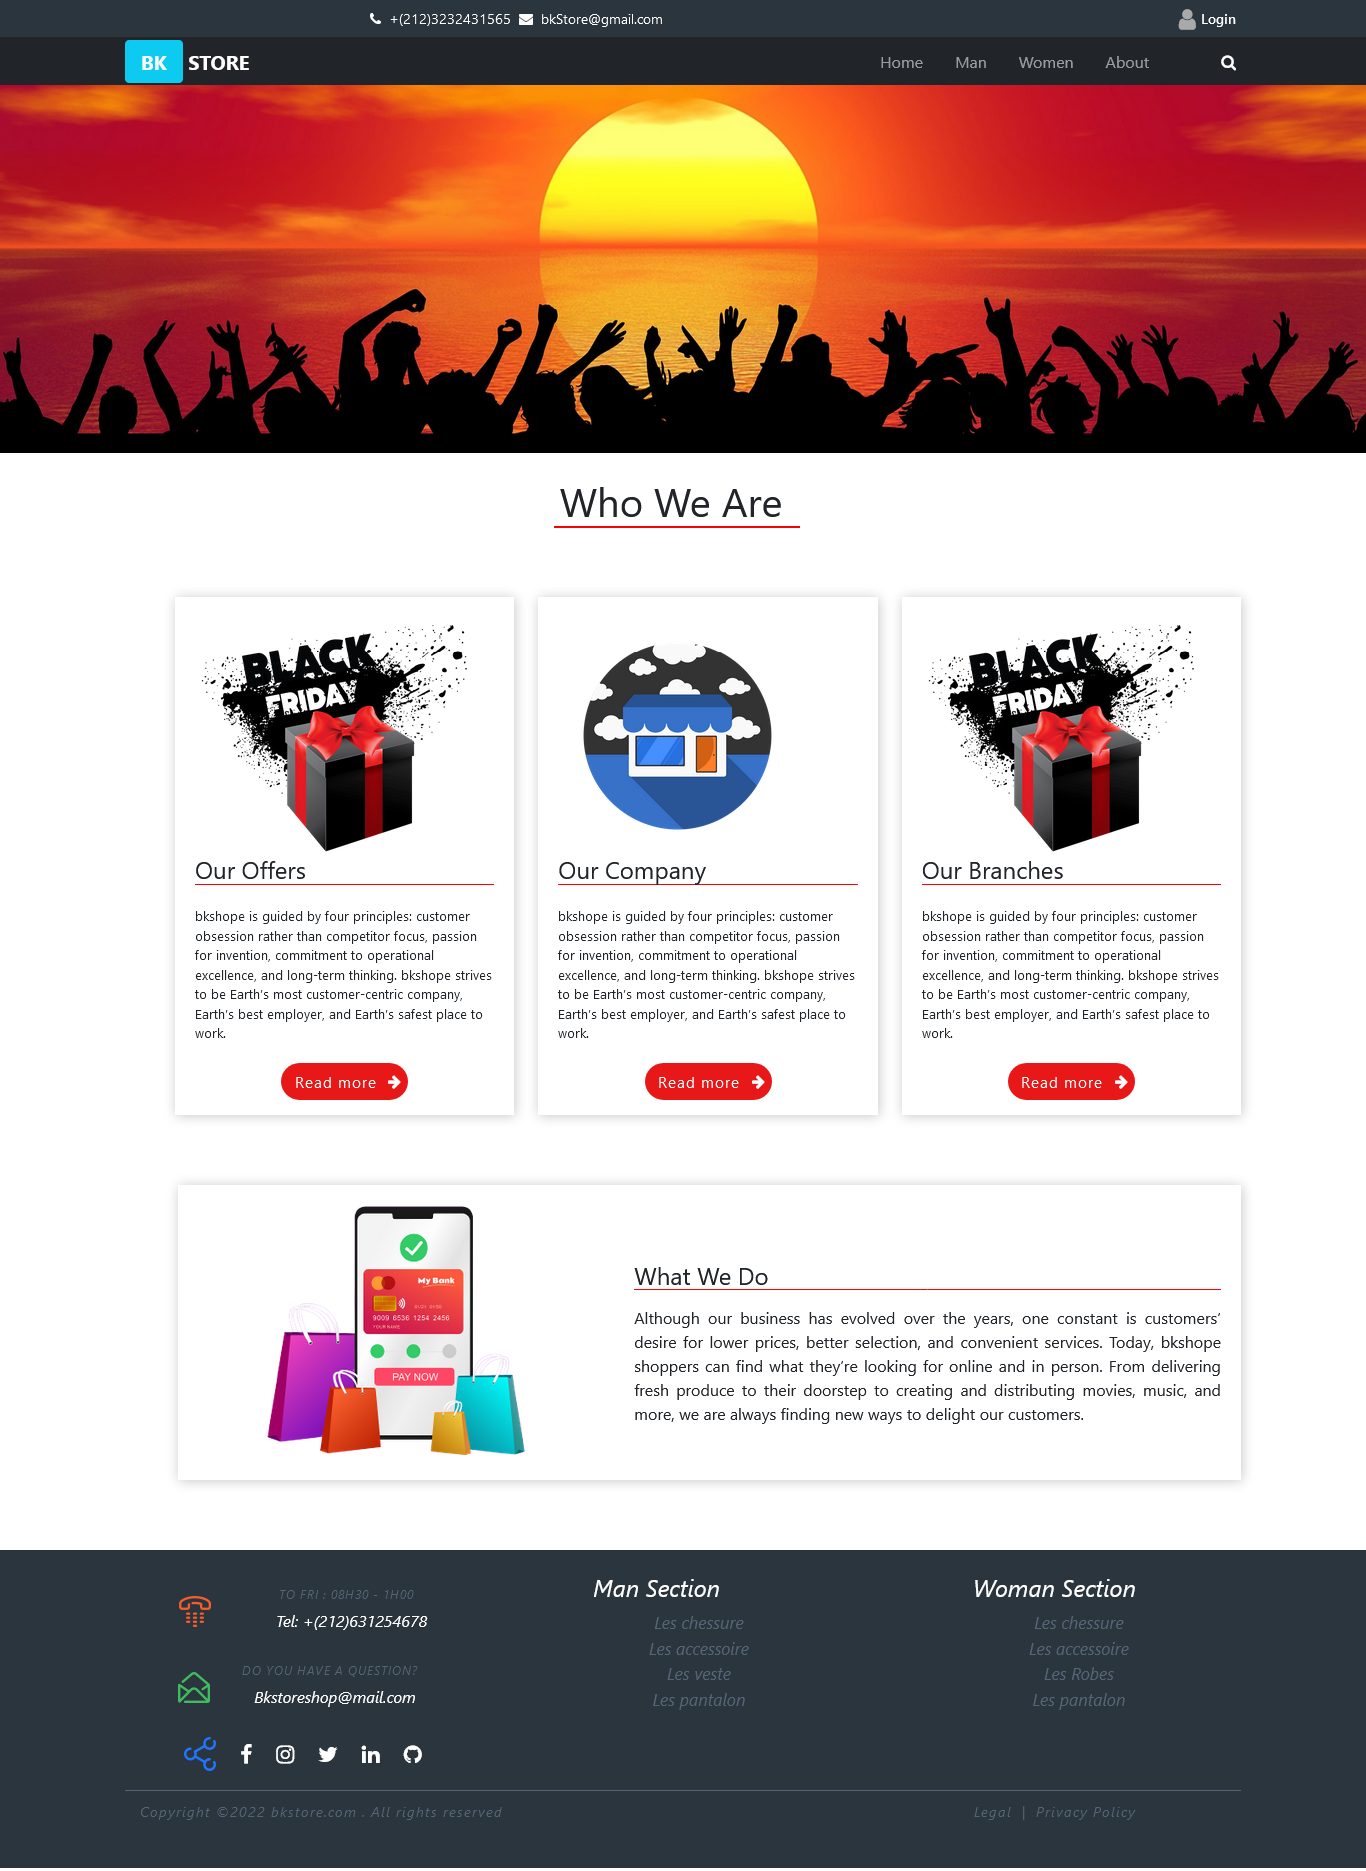 +(212)3232431565 bkStore@gmail.com Login
BK STORE Home Man Women About
Who We Are
BLACK
FRIDAY
Our Offers
bkshope is guided by four principles: customer
obsession rather than competitor focus, passion
for invention, commitment to operational
excellence, and long-term thinking. bkshope strives
to be Earth's most customer-centric company,
Earth's best employer, and Earth's safest place to
work.
Read more
Our Company
bkshope is guided by four principles: customer
obsession rather than competitor focus, passion
for invention, commitment to operational
excellence, and long-term thinking. bkshope strives
to be Earth's most customer-centric company,
Earth's best employer, and Earth's safest place to
work.
Read more
BLACK
FRIDAY
Our Branches
bkshope is guided by four principles: customer
obsession rather than competitor focus, passion
for invention, commitment to operational
excellence, and long-term thinking. bkshope strives
to be Earth's most customer-centric company,
Earth's best employer, and Earth's safest place to
work.
Read more
My Bank
9009 6536 1254 2456
YOUR NAME
PAY NOW
What We Do
Although our business has evolved over the years, one constant is customers’
desire for lower prices, better selection, and convenient services. Today, bkshope
shoppers can find what they’re looking for online and in person. From delivering
fresh produce to their doorstep to creating and distributing movies, music, and
more, we are always finding new ways to delight our customers.
TO FRI : 08H30 - 1H00
Tel: +(212)631254678
DO YOU HAVE A QUESTION?
Bkstoreshop@mail.com
Man Section
Les chessure
Les accessoire
Les veste
Les pantalon
Woman Section
Les chessure
Les accessoire
Les Robes
Les pantalon
Copyright ©2022 bkstore.com . All rights reserved
Legal | Privacy Policy